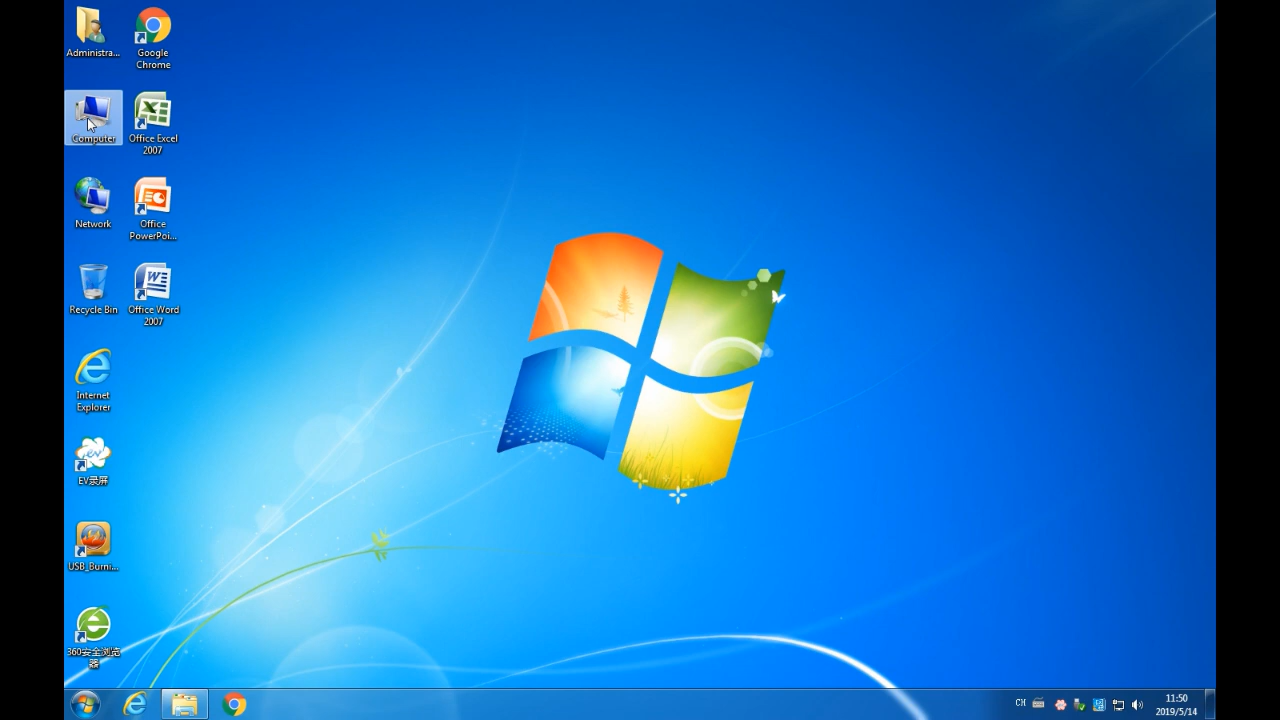 Administra...
Google
Chrome
Computer
Office Excel
2007
Network
Office
PowerPoi...
Recycle Bin
Office Word
2007
Internet
Explorer
EV录屏
USB_Burni...
360安全浏览
器
CH
11:50
2019/5/14